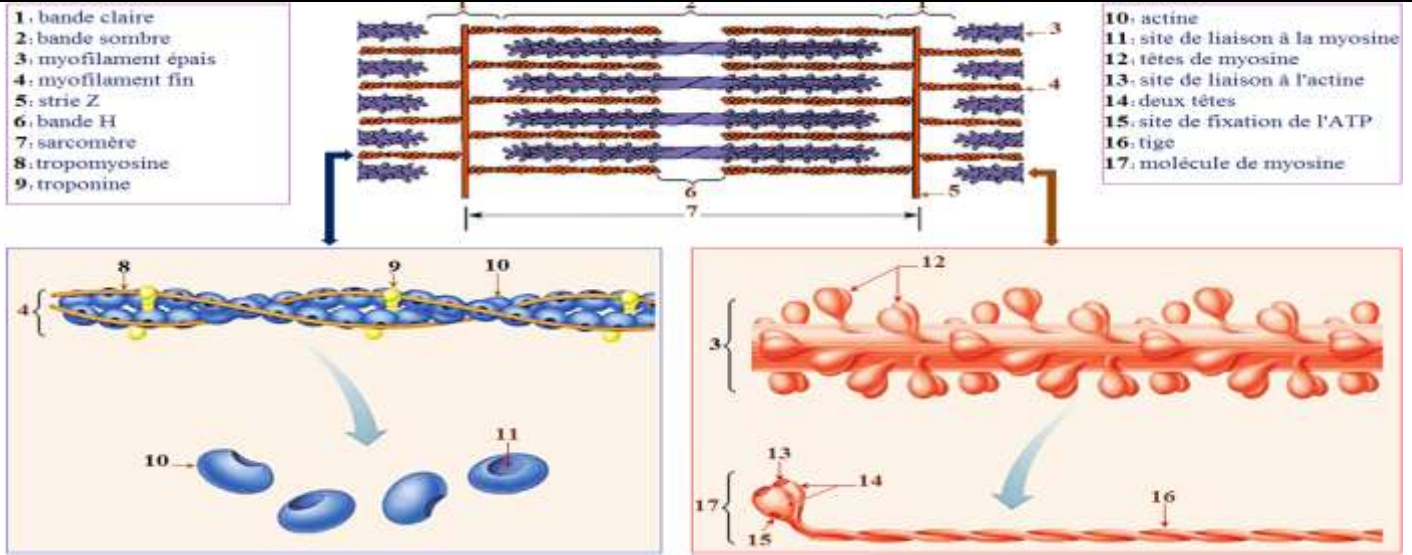 1: bande claire
2: bande sombre
3: myofilament épais
4: myofilament fin
5: strie Z
6: bande H
7: sarcomère
8: tropomyosine
9: troponine
1 2 1
3
4
5
6
7
10: actine
11: site de liaison à la myosine
12: têtes de myosine
13: site de liaison à l'actine
14: deux têtes
15: site de fixation de l'ATP
16: tige
17: molécule de myosine
8 9 10
4
11
10
12
3
13
14
17
16
15